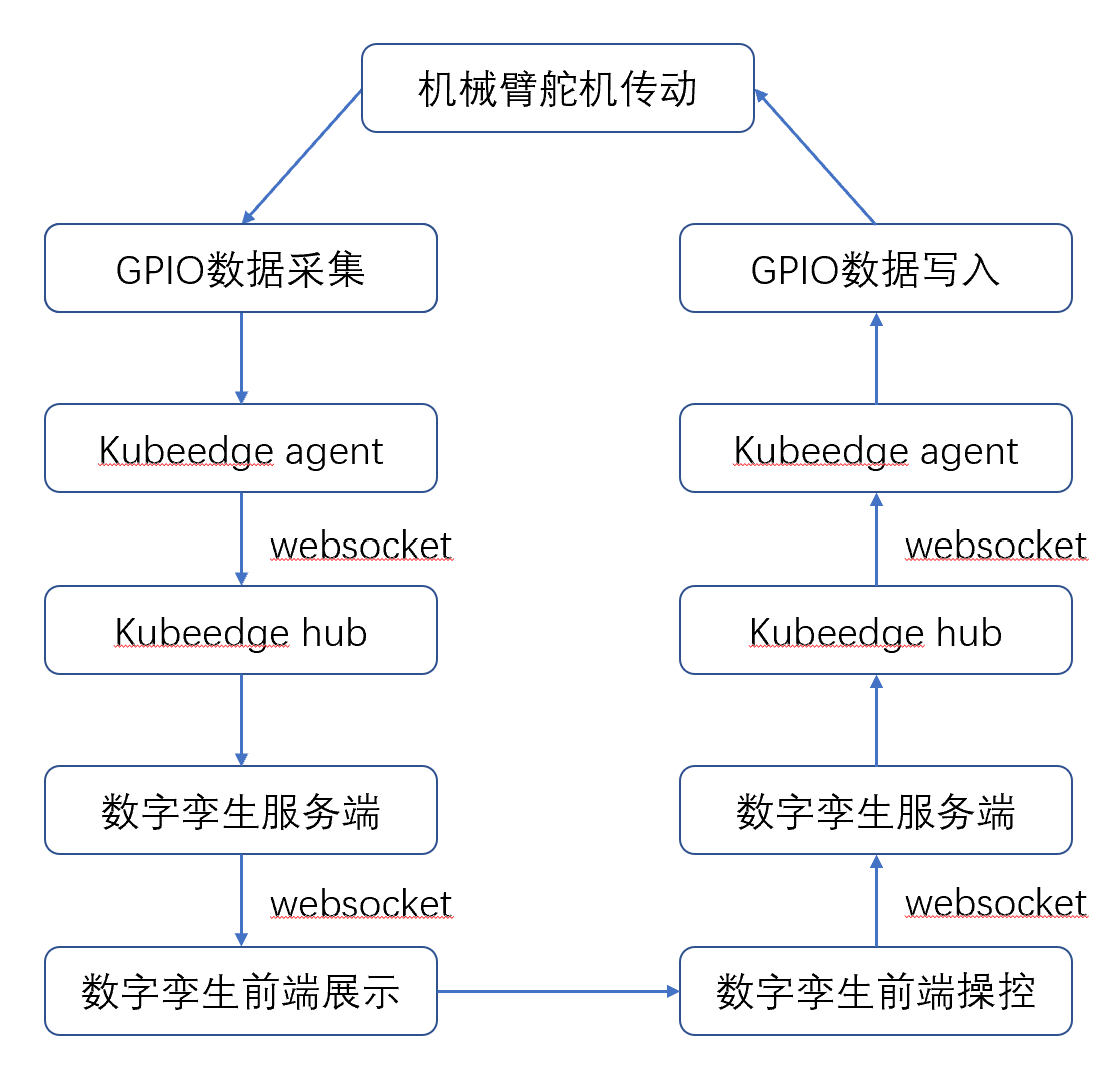 机械臂舵机传动
GPIO数据采集
GPIO数据写入
Kubeedge agent
Kubeedge agent
websocket
websocket
Kubeedge hub
Kubeedge hub
数字孪生服务端
数字孪生服务端
websocket
websocket
数字孪生前端展示
数字孪生前端操控